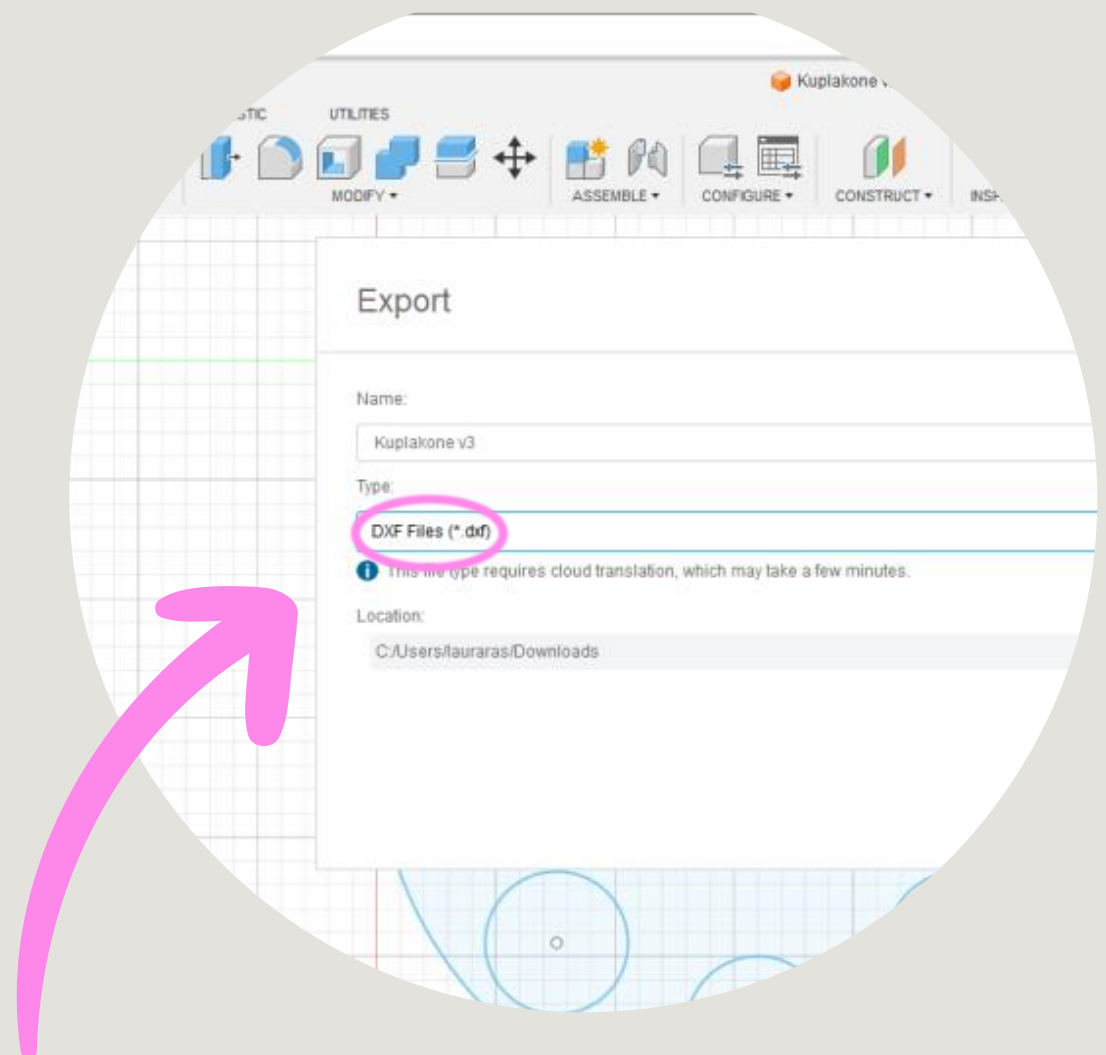 Kuplakone
UTILITIES
MODIFY
ASSEMBLE
CONFIGURE
CONSTRUCT
Export
Name:
Kuplakone v3
Type:
DXF Files (*.dxf)
This file type requires cloud translation, which may take a few minutes.
Location:
C:/Users/lauraras/Downloads